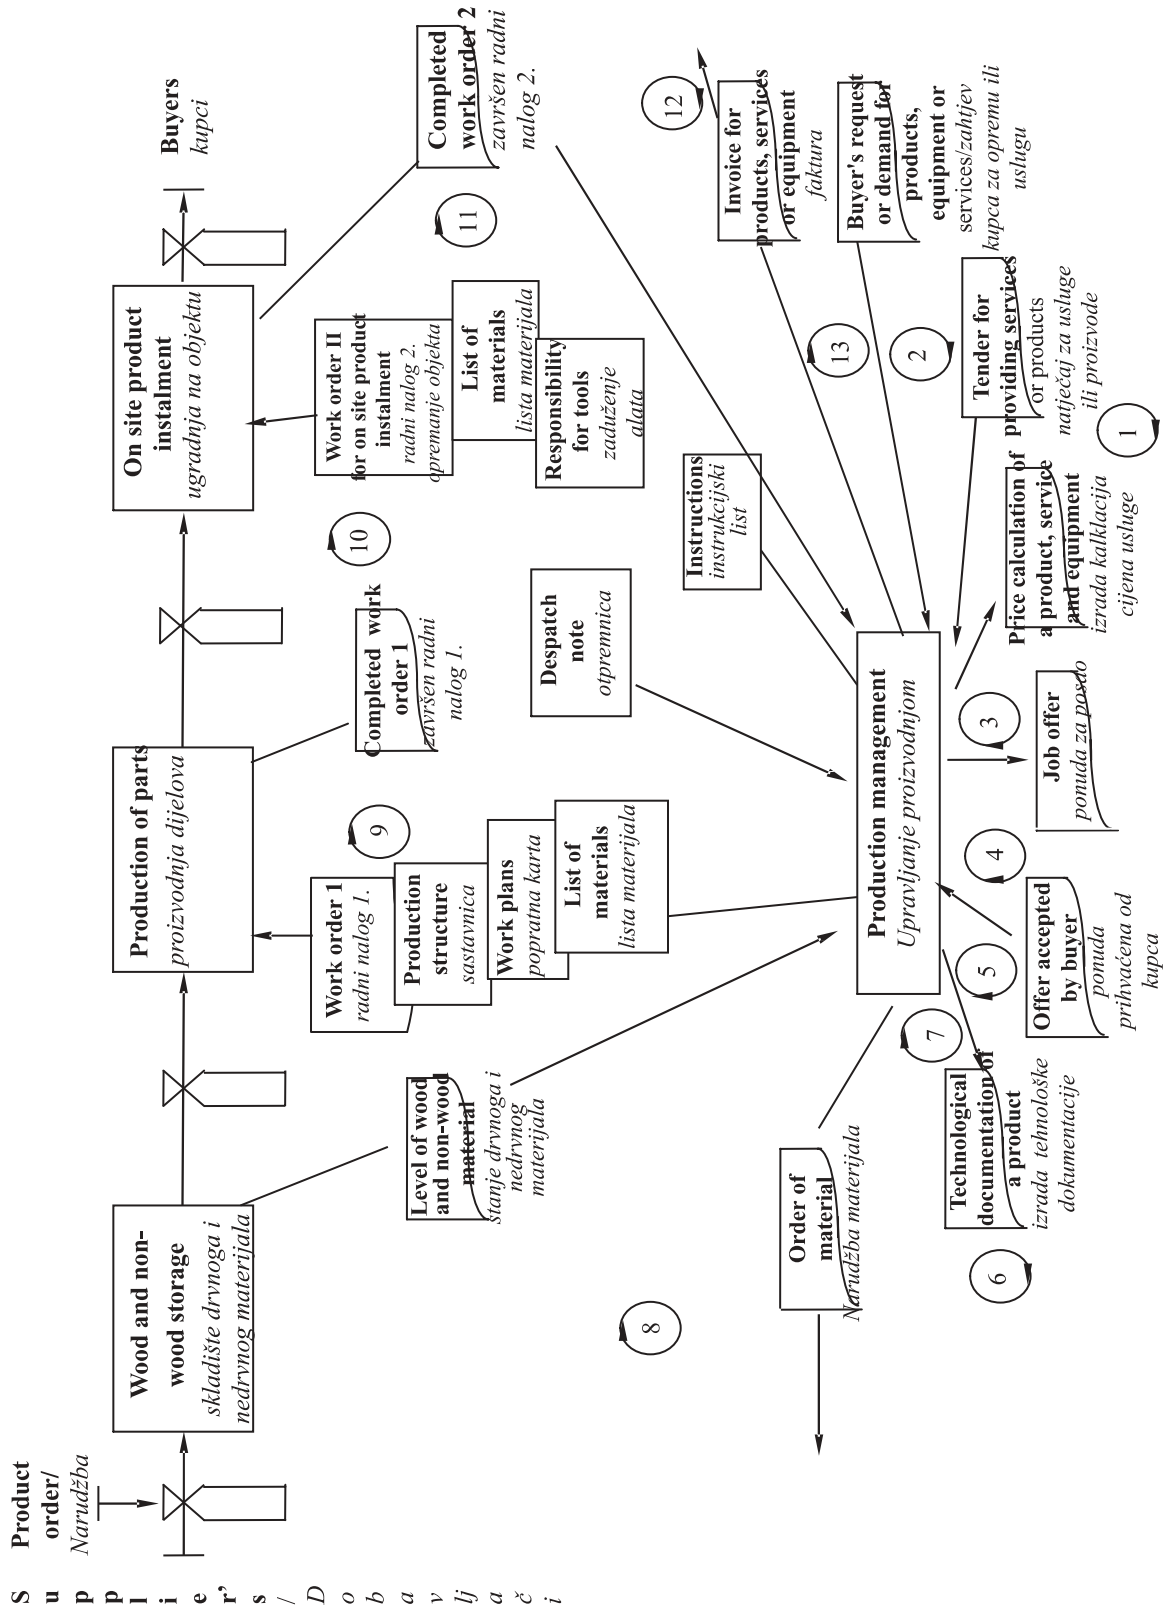 Supplier's
/
Dobavljači
Product
order/
Narudžba
Wood and non-
wood storage
skladište drvnoga i
nedrvnog materijala
Production of parts
proizvodnja dijelova
On site product
instalment
ugradnja na objektu
Buyers
kupci
Level of wood
and non-wood
material
stanje drvnoga i
nedrvnog
materijala
Work order 1
radni nalog 1.
Production
structure
sastavnica
Work plans
popratna karta
List of
materials
lista materijala
9
Completed work
order 1
završen radni
nalog 1.
10
Work order II
for on site product
instalment
radni nalog 2.
opremanje objekta
List of
materials
lista materijala
Responsibility
for tools
zaduženje
alata
11
Completed
work order 2
završen radni
nalog 2.
8
Despatch
note
otpremnica
Instructions
instrukcijski
list
12
Invoice for
products, services
or equipment
faktura
13
Buyer's request
or demand for
products,
equipment or
services/zahtjev
kupca za opremu ili
uslugu
2
Order of
material
Narudžba materijala
Production management
Upravljanje proizvodnjom
Tender for
providing services
or products
natječaj za usluge
ili proizvode
1
7
Technological
documentation of
a product
izrada tehnološke
dokumentacije
6
5
Offer accepted
by buyer
ponuda
prihvaćena od
kupca
4
Job offer
ponuda za posao
3
Price calculation of
a product, service
and equipment
izrada kalklacija
cijena usluge